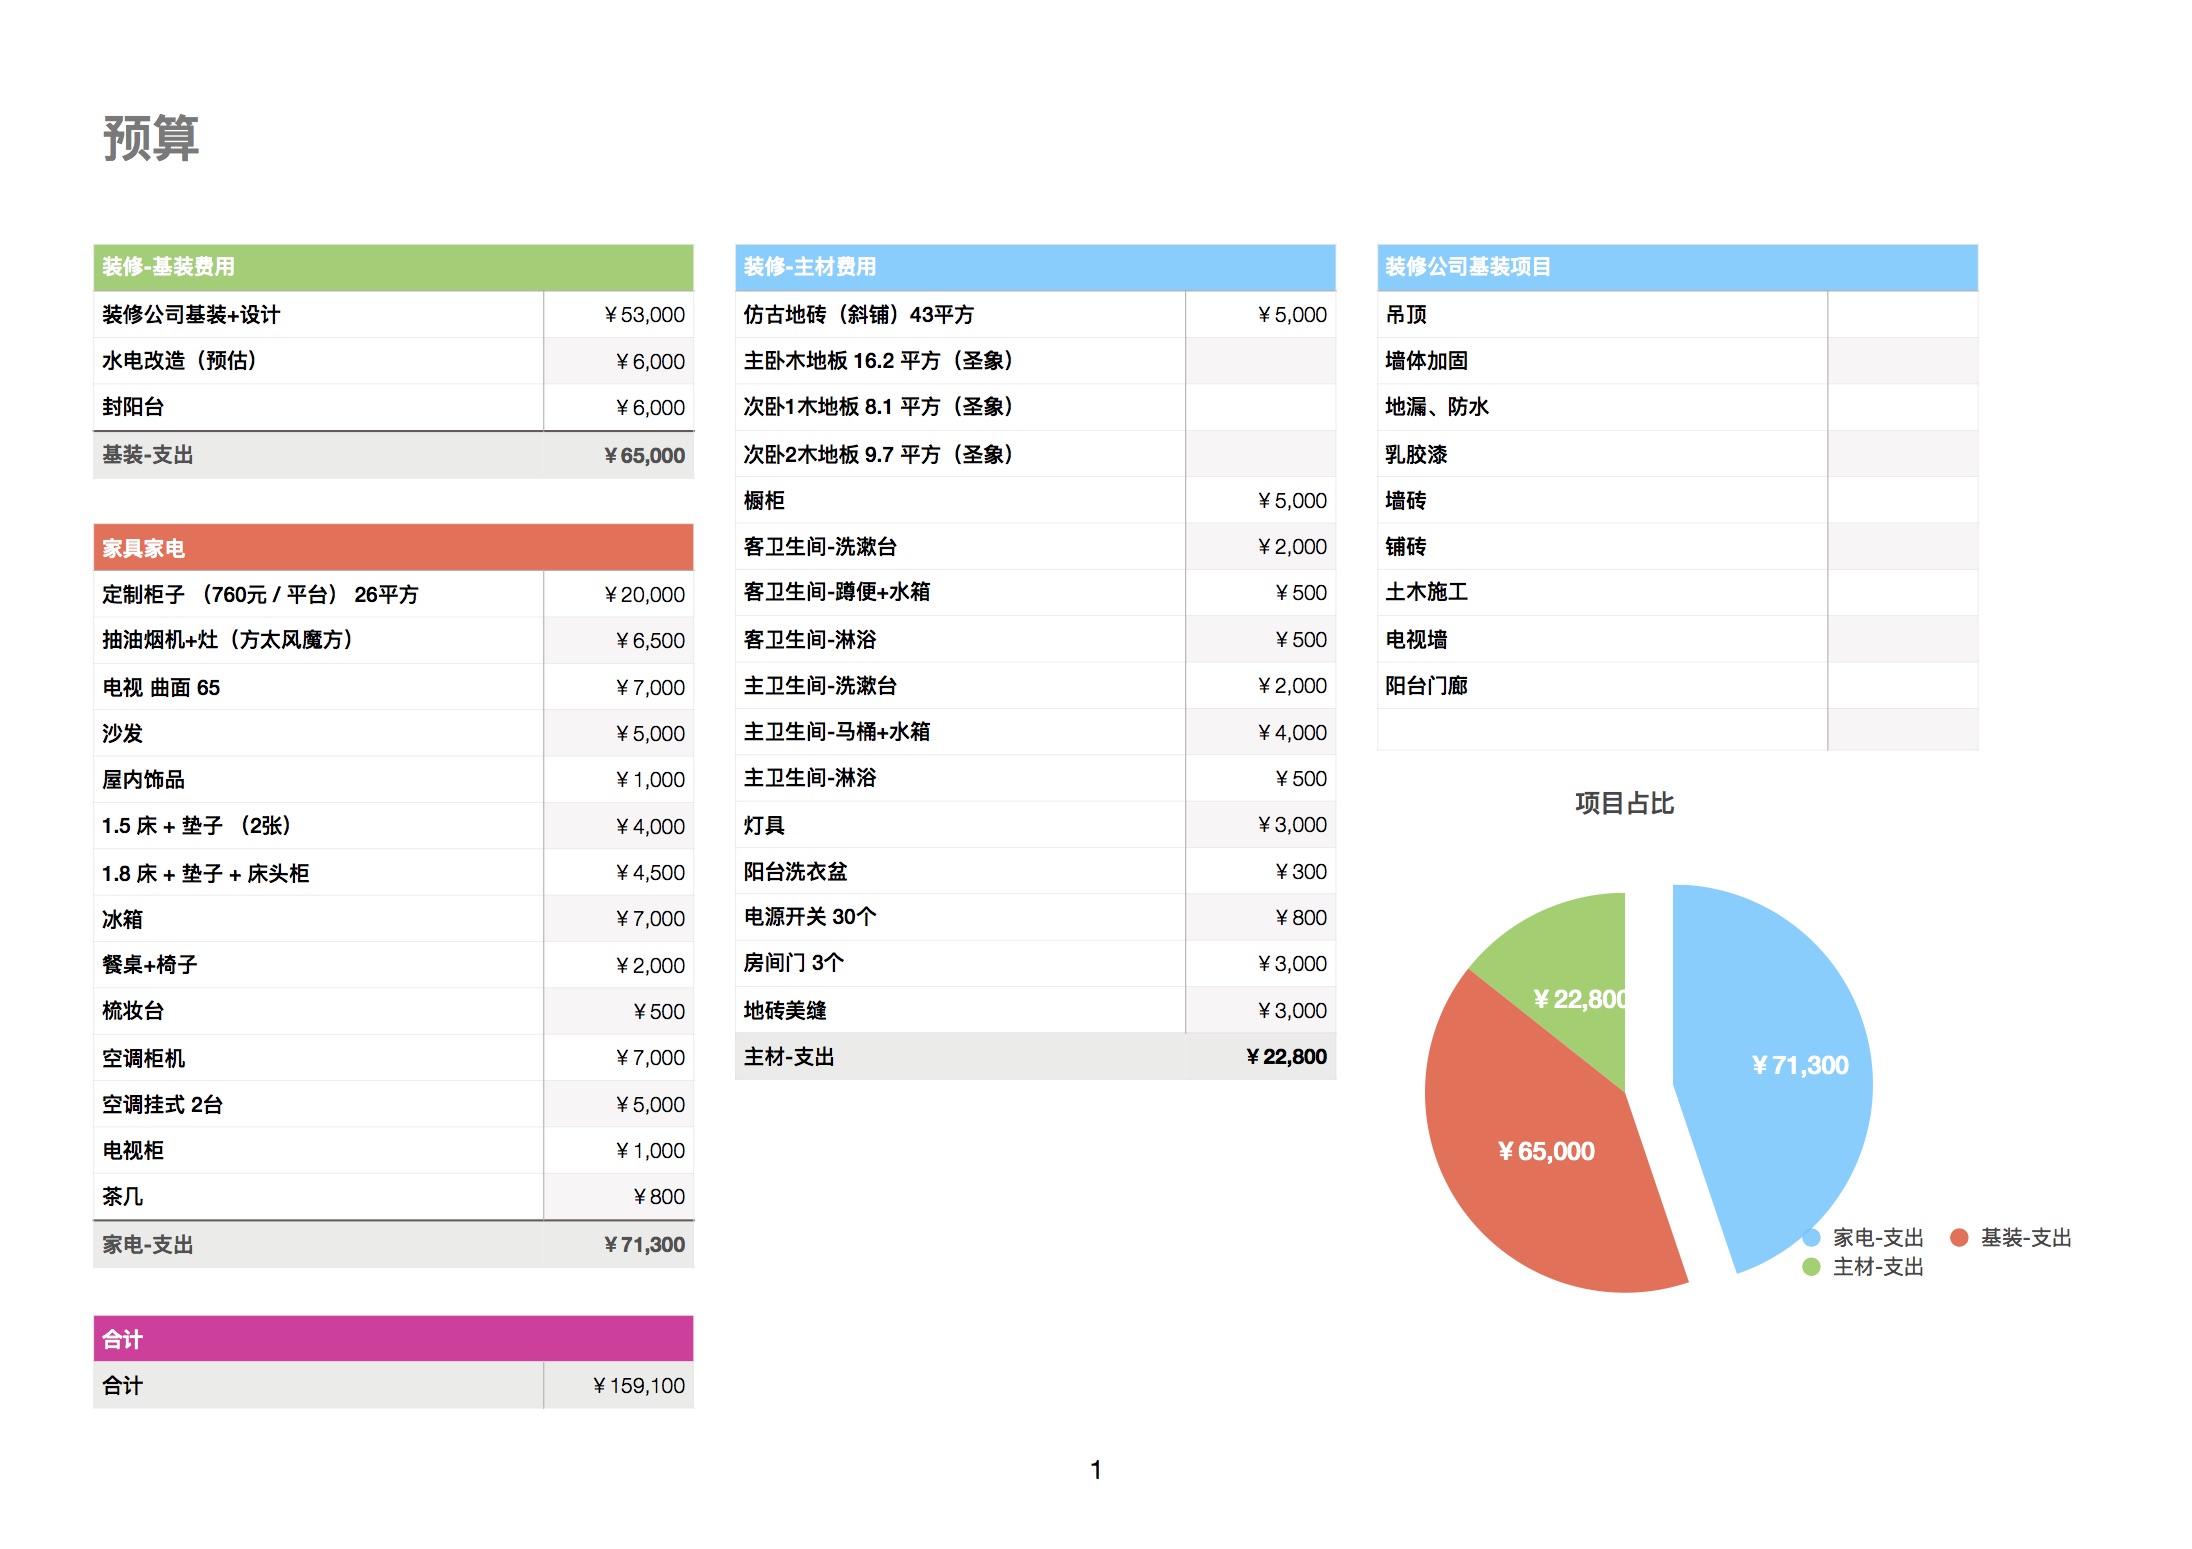 预算
装修-基装费用
装修公司基装+设计 ¥53,000
水电改造（预估） ¥6,000
封阳台 ¥6,000
基装-支出 ¥65,000
家具家电
定制柜子 （760元 / 平台） 26平方 ¥20,000
抽油烟机+灶（方太风魔方） ¥6,500
电视 曲面 65 ¥7,000
沙发 ¥5,000
屋内饰品 ¥1,000
1.5 床 + 垫子 （2张） ¥4,000
1.8 床 + 垫子 + 床头柜 ¥4,500
冰箱 ¥7,000
餐桌+椅子 ¥2,000
梳妆台 ¥500
空调柜机 ¥7,000
空调挂式 2台 ¥5,000
电视柜 ¥1,000
茶几 ¥800
家电-支出 ¥71,300
合计
合计 ¥159,100
装修-主材费用
仿古地砖（斜铺）43平方 ¥5,000
主卧木地板 16.2 平方（圣象）
次卧1木地板 8.1 平方（圣象）
次卧2木地板 9.7 平方（圣象）
橱柜 ¥5,000
客卫生间-洗漱台 ¥2,000
客卫生间-蹲便+水箱 ¥500
客卫生间-淋浴 ¥500
主卫生间-洗漱台 ¥2,000
主卫生间-马桶+水箱 ¥4,000
主卫生间-淋浴 ¥500
灯具 ¥3,000
阳台洗衣盆 ¥300
电源开关 30个 ¥800
房间门 3个 ¥3,000
地砖美缝 ¥3,000
主材-支出 ¥22,800
装修公司基装项目
吊顶
墙体加固
地漏、防水
乳胶漆
墙砖
铺砖
土木施工
电视墙
阳台门廊
项目占比
¥22,800
¥71,300
¥65,000
家电-支出 基装-支出
主材-支出
1